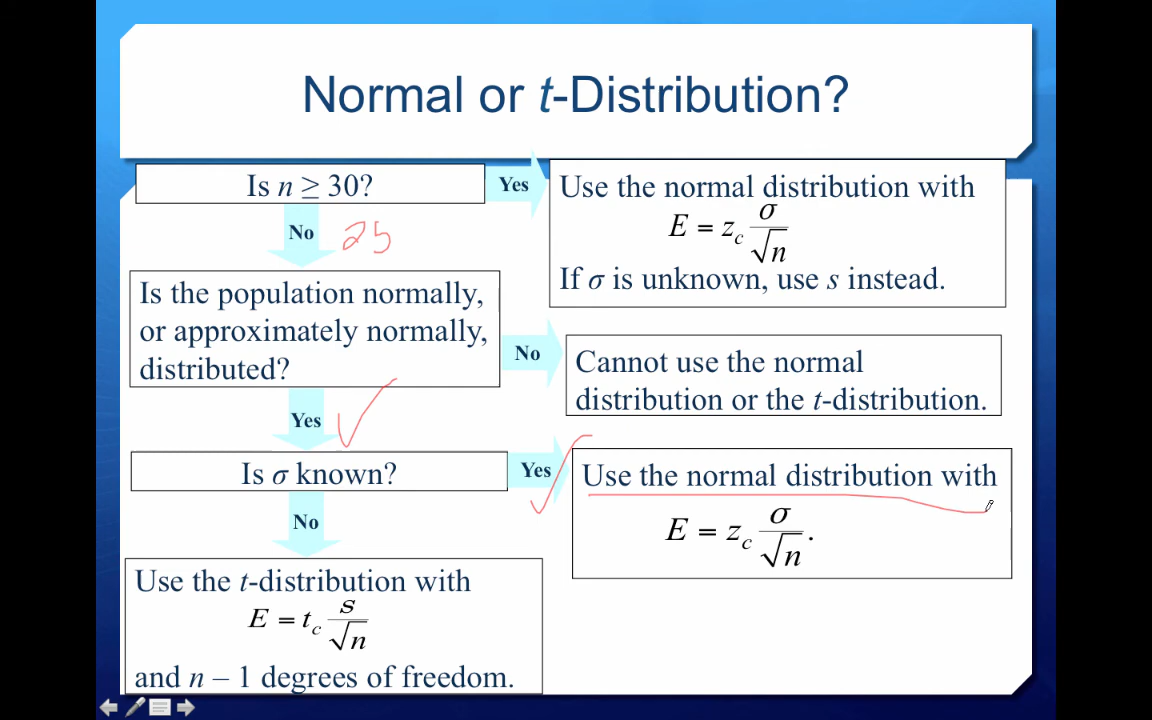 Normal or t-Distribution?
Is n ≥ 30?
Yes
Use the normal distribution with
E = z_c σ/√n
If σ is unknown, use s instead.
No
25
Is the population normally,
or approximately normally,
distributed?
No
Cannot use the normal
distribution or the t-distribution.
Yes
Is σ known?
Yes
Use the normal distribution with
E = z_c σ/√n.
No
Use the t-distribution with
E = t_c s/√n
and n – 1 degrees of freedom.